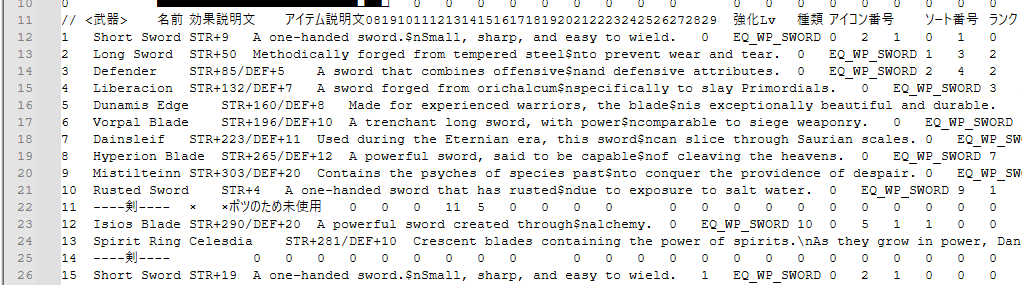 10 0 0 0 0 0 0 0 0 0 0 0 0 0 0 0 0 0
11 // <武器> 名前 効果説明文 アイテム説明文0819101112131415161718192021222324252627 2829 強化Lv 種類 アイコン番号 ソート番号 ランク
12 1 Short Sword STR+9 A one-handed sword.$nSmall, sharp, and easy to wield. 0 EQ_WP_SWORD 0 2 1 0 1 0
13 2 Long Sword STR+50 Methodically forged from tempered steel$nto prevent wear and tear. 0 EQ_WP_SWORD 1 3 2
14 3 Defender STR+85/DEF+5 A sword that combines offensive$nand defensive attributes. 0 EQ_WP_SWORD 2 4 2
15 4 Liberacion STR+132/DEF+7 A sword forged from orichalcum$nspecifically to slay Primordials. 0 EQ_WP_SWORD 3
16 5 Dunamis Edge STR+160/DEF+8 Made for experienced warriors, the blade$nis exceptionally beautiful and durable.
17 6 Vorpal Blade STR+196/DEF+10 A trenchant long sword, with power$ncomparable to siege weaponry. 0 EQ_WP_SWORD
18 7 Dainsleif STR+223/DEF+11 Used during the Eternian era, this sword$ncan slice through Saurian scales. 0 EQ_WP_SW
19 8 Hyperion Blade STR+265/DEF+12 A powerful sword, said to be capable$nof cleaving the heavens. 0 EQ_WP_SWORD 7
20 9 Mistilteinn STR+303/DEF+20 Contains the psyches of species past$nto conquer the providence of despair. 0 EQ_WP_SW
21 10 Rusted Sword STR+4 A one-handed sword that has rusted$ndue to exposure to salt water. 0 EQ_WP_SWORD 9 1
22 11 ----剣---- × ×ボツのため未使用 0 0 0 11 5 0 0 0 0 0 0 0 0 0 0 0 0
23 12 Isios Blade STR+290/DEF+20 A powerful sword created through$nalchemy. 0 EQ_WP_SWORD 10 0 5 1 1 0 0
24 13 Spirit Ring Celesdia STR+281/DEF+10 Crescent blades containing the power of spirits.\nAs they grow in power, Dan
25 14 ----剣---- 0 0 0 0 0 0 0 0 0 0 0 0 0 0 0 0 0 0 0 0 0 0 0 0
26 15 Short Sword STR+19 A one-handed sword.$nSmall, sharp, and easy to wield. 1 EQ_WP_SWORD 0 2 1 0 0 0